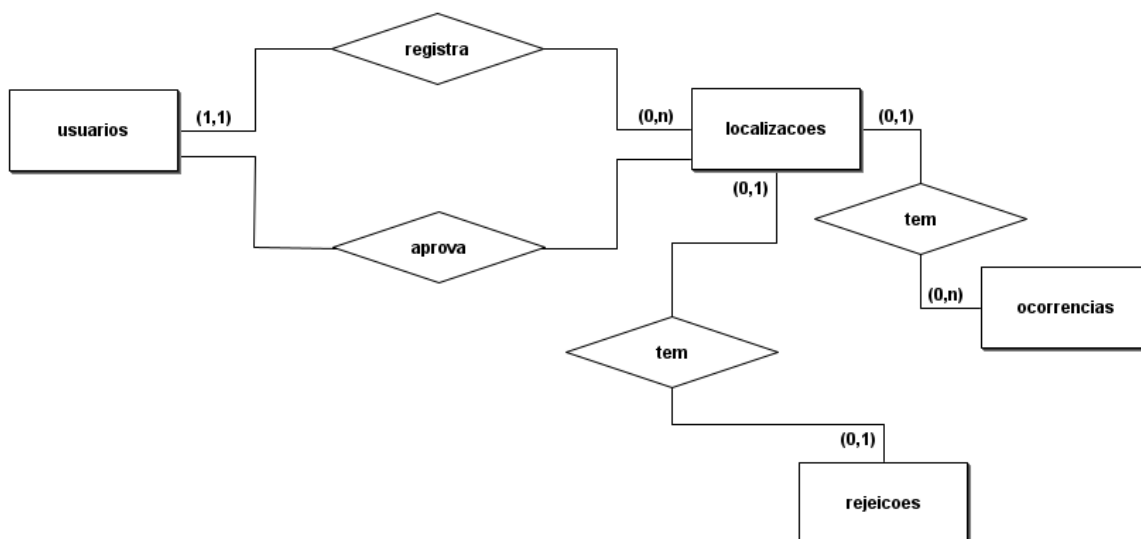 registra
usuarios
(1,1)
(0,n)
localizacoes
(0,1)
(0,1)
tem
aprova
(0,n)
ocorrencias
tem
(0,1)
rejeicoes